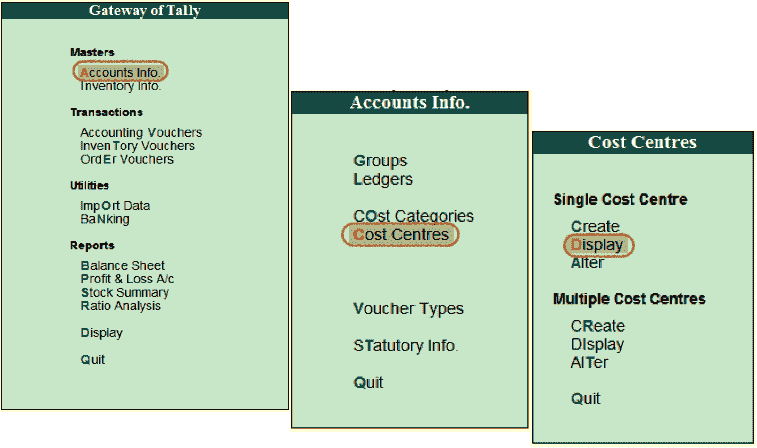 Gateway of Tally
Masters
Accounts Info.
Inventory Info.
Transactions
Accounting Vouchers
InvenTory Vouchers
OrdEr Vouchers
Utilities
ImpOrt Data
BaNking
Reports
Balance Sheet
Profit & Loss A/c
Stock Summary
Ratio Analysis
Display
Quit
Accounts Info.
Groups
Ledgers
COst Categories
Cost Centres
Voucher Types
STatutory Info.
Quit
Cost Centres
Single Cost Centre
Create
Display
Alter
Multiple Cost Centres
CReate
DIsplay
AlTer
Quit